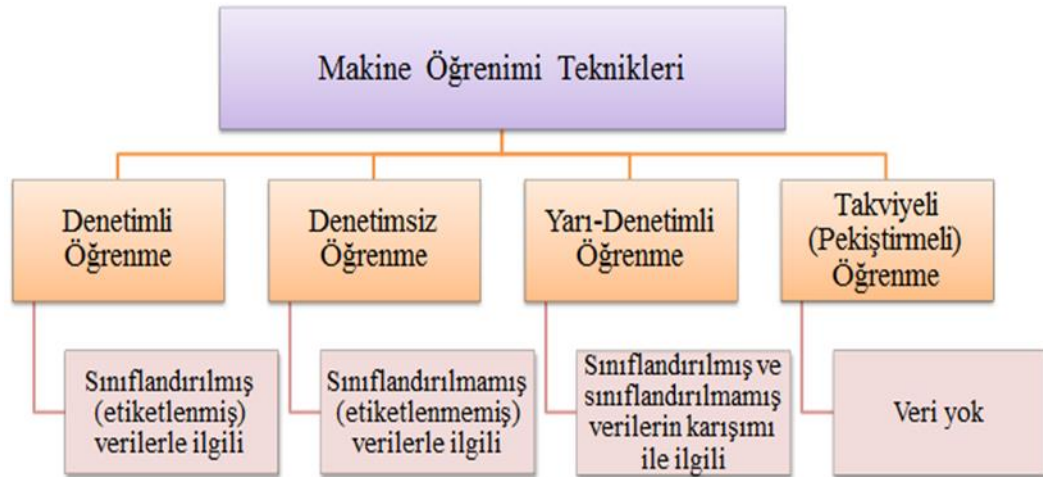 Makine Öğrenimi Teknikleri
Denetimli
Öğrenme
Denetimsiz
Öğrenme
Yarı-Denetimli
Öğrenme
Takviyeli
(Pekiştirmeli)
Öğrenme
Sınıflandırılmış
(etiketlenmiş)
verilerle ilgili
Sınıflandırılmamış
(etiketlenmemiş)
verilerle ilgili
Sınıflandırılmış ve
sınıflandırılmamış
verilerin karışımı
ile ilgili
Veri yok